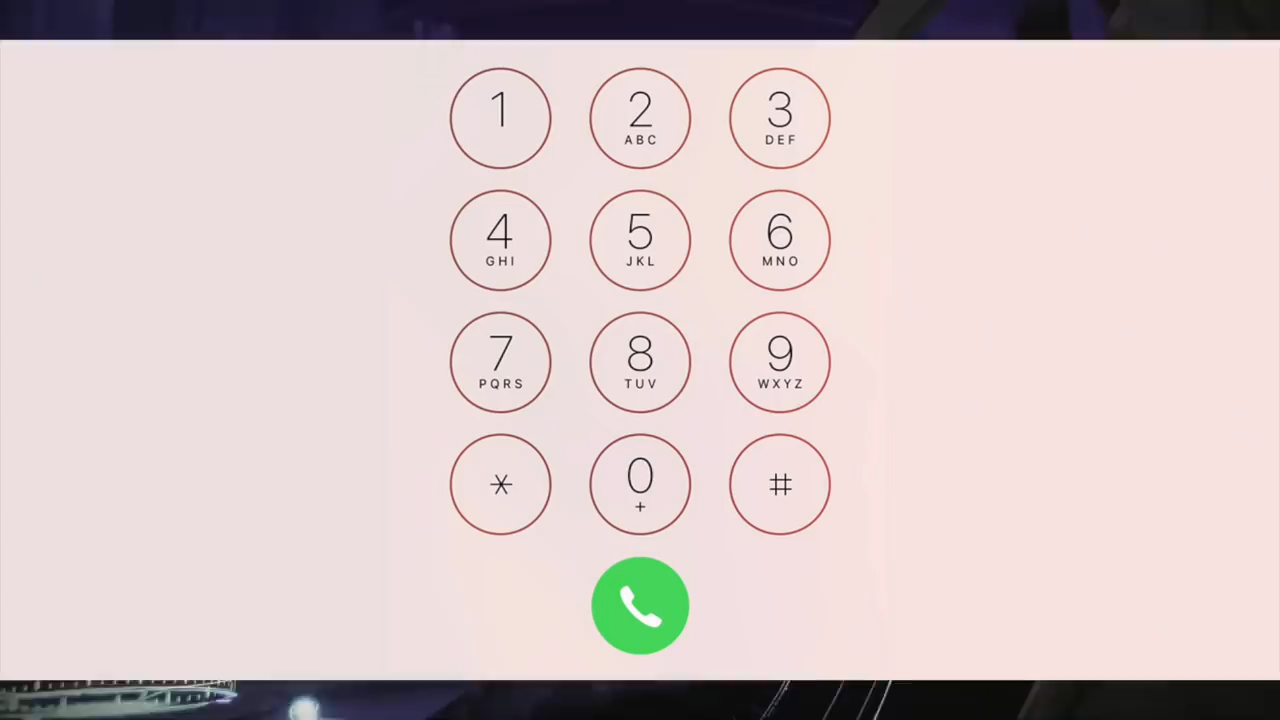 1 2 3
ABC DEF
4 5 6
GHI JKL MNO
7 8 9
PQRS TUV WXYZ
* 0 #
+